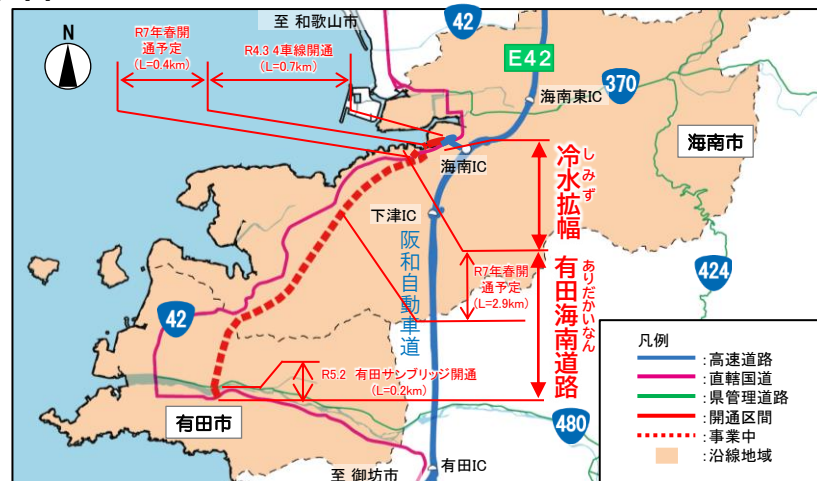 至 和歌山市
42
R7年春開
通予定
(L=0.4km)
R4.3 4車線開通
(L=0.7km)
N
E42
370
海南東IC
海南市
海南IC
しみず
冷水拡幅
下津IC
阪和自動車道
R7年春開
通予定
(L=2.9km)
ありだかいなん
有田海南道路
424
42
R5.2 有田サンブリッジ開通
(L=0.2km)
有田市
480
至 御坊市
有田IC
凡例
:高速道路
:直轄国道
:県管理道路
:開通区間
:事業中
:沿線地域